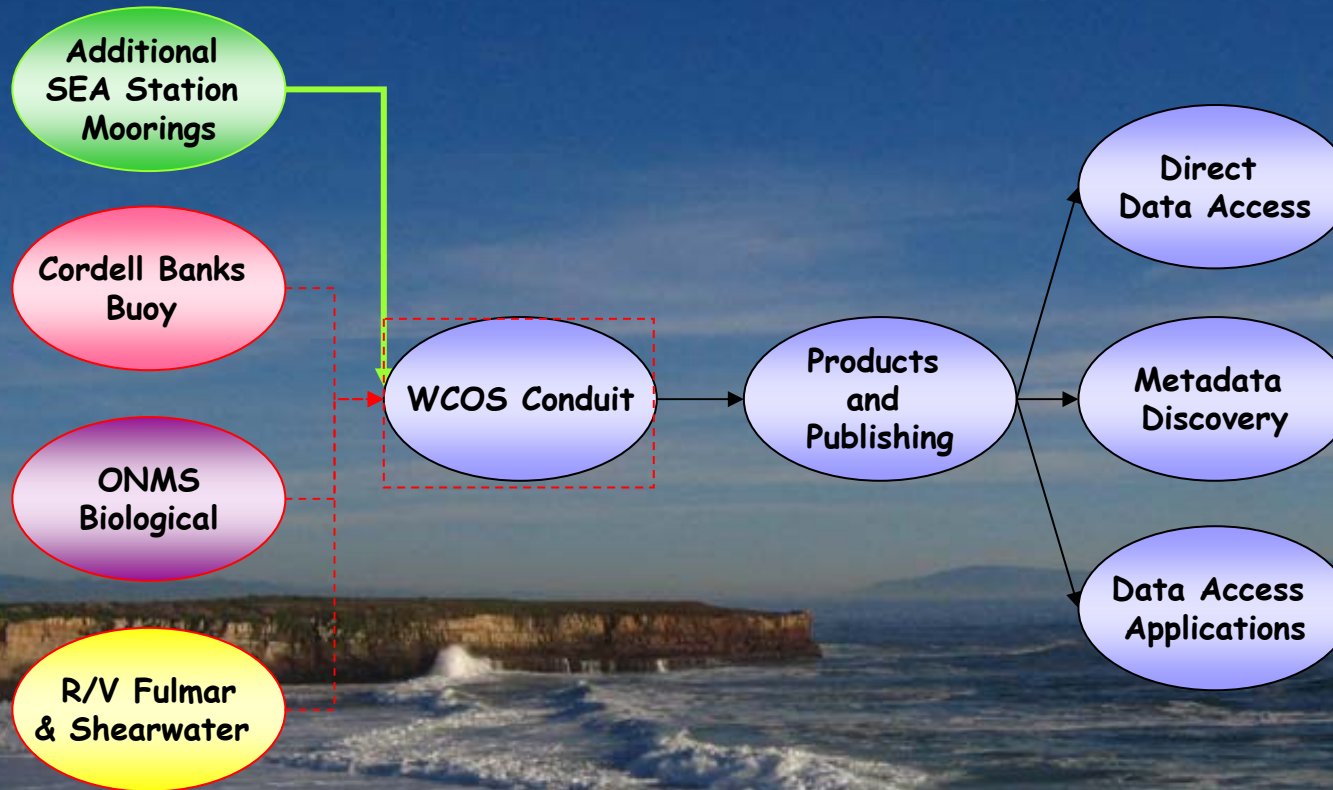 Additional
SEA Station
Moorings
Cordell Banks
Buoy
ONMS
Biological
R/V Fulmar
& Shearwater
WCOS Conduit
Products
and
Publishing
Direct
Data Access
Metadata
Discovery
Data Access
Applications